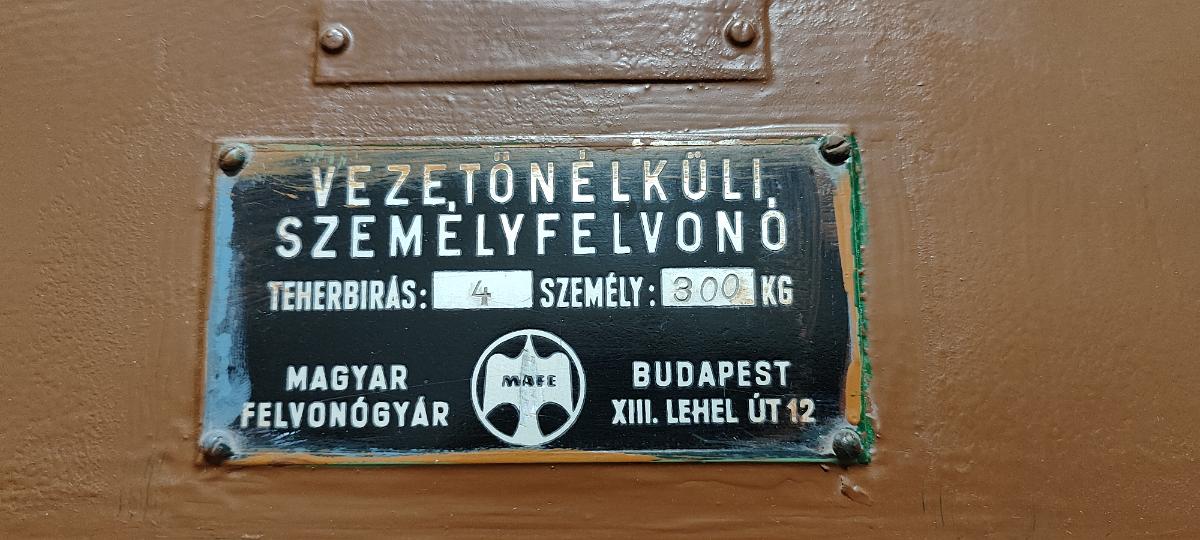 VEZETŐNÉLKÜLI
SZEMÉLYFELVONÓ
TEHERBIRÁS: 4 SZEMÉLY: 300 KG
MAGYAR
FELVONÓGYÁR
MAFE
BUDAPEST
XIII. LEHEL ÚT 12